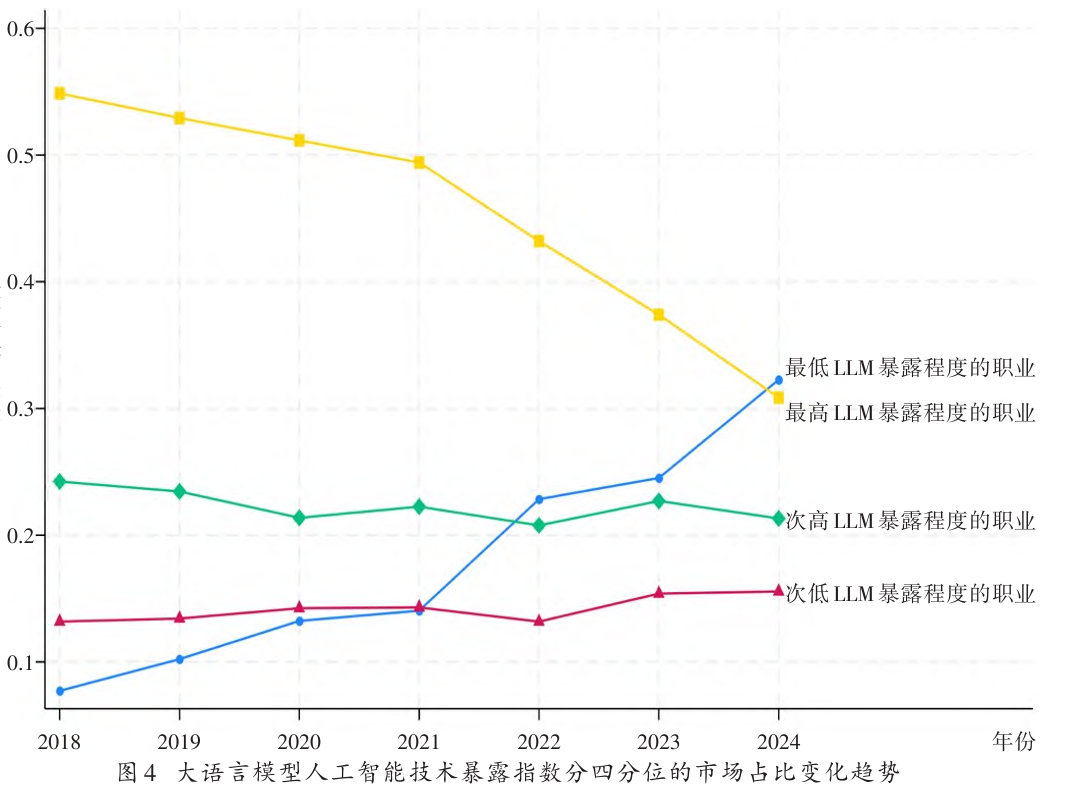 0.6
0.5
0.4
0.3
0.2
0.1
最低 LLM 暴露程度的职业
最高 LLM 暴露程度的职业
次高 LLM 暴露程度的职业
次低 LLM 暴露程度的职业
2018 2019 2020 2021 2022 2023 2024 年份
图 4 大语言模型人工智能技术暴露指数分四分位的市场占比变化趋势